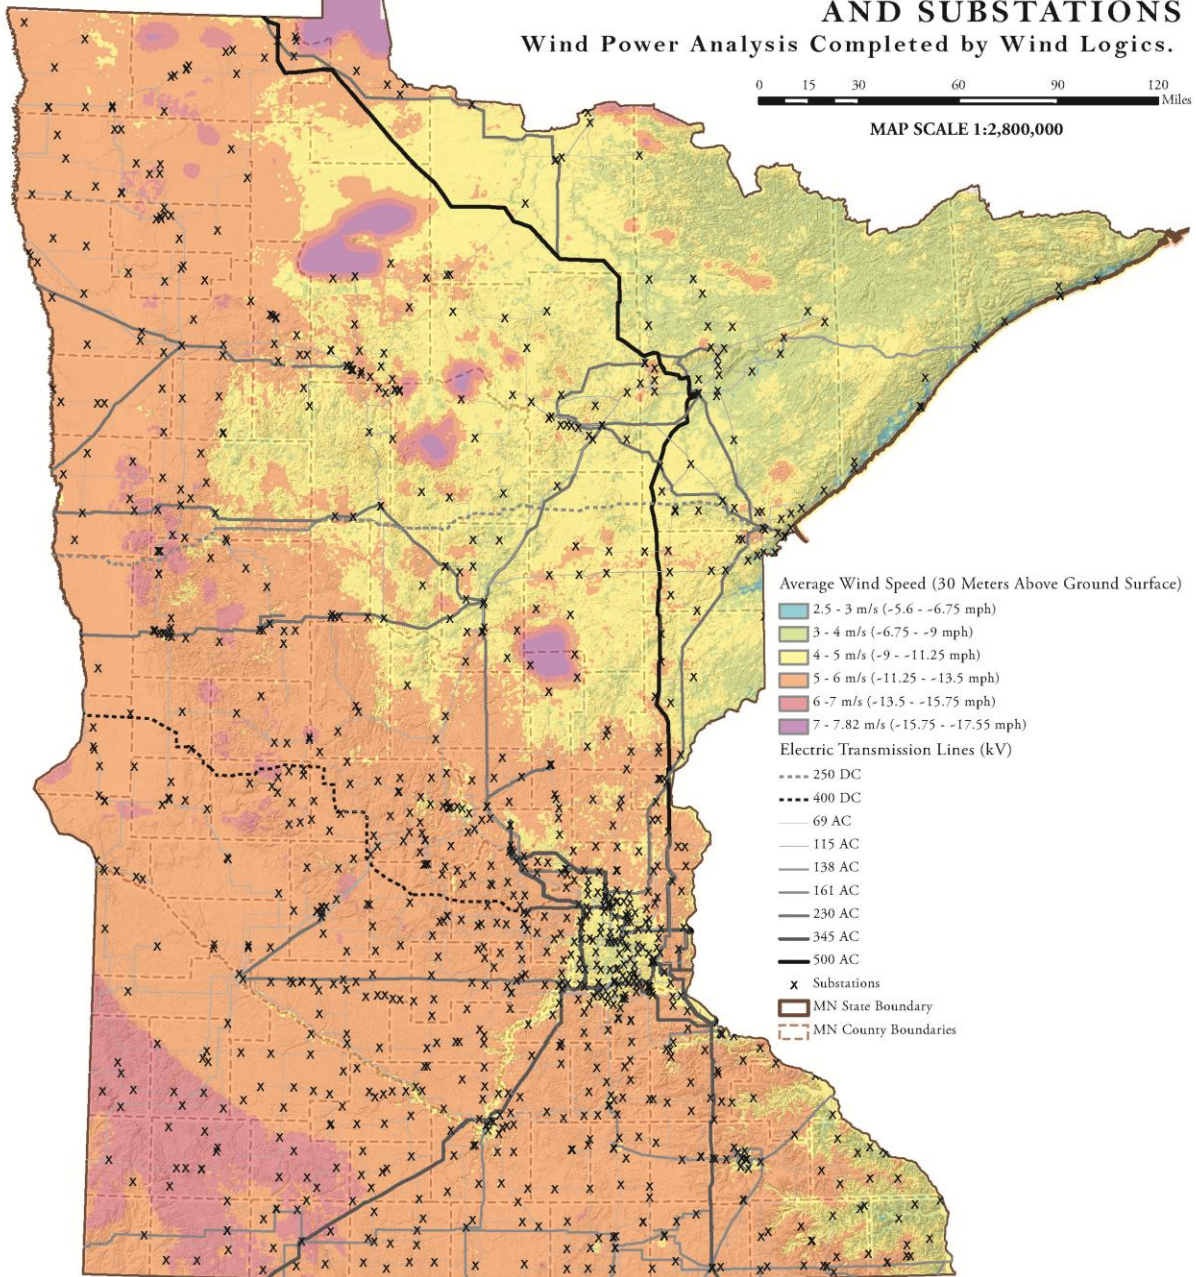 AND SUBSTATIONS
Wind Power Analysis Completed by Wind Logics.
0 15 30 60 90 120
Miles
MAP SCALE 1:2,800,000
Average Wind Speed (30 Meters Above Ground Surface)
2.5 - 3 m/s (~5.6 - ~6.75 mph)
3 - 4 m/s (~6.75 - ~9 mph)
4 - 5 m/s (~9 - ~11.25 mph)
5 - 6 m/s (~11.25 - ~13.5 mph)
6 -7 m/s (~13.5 - ~15.75 mph)
7 - 7.82 m/s (~15.75 - ~17.55 mph)
Electric Transmission Lines (kV)
250 DC
400 DC
69 AC
115 AC
138 AC
161 AC
230 AC
345 AC
500 AC
x Substations
MN State Boundary
MN County Boundaries